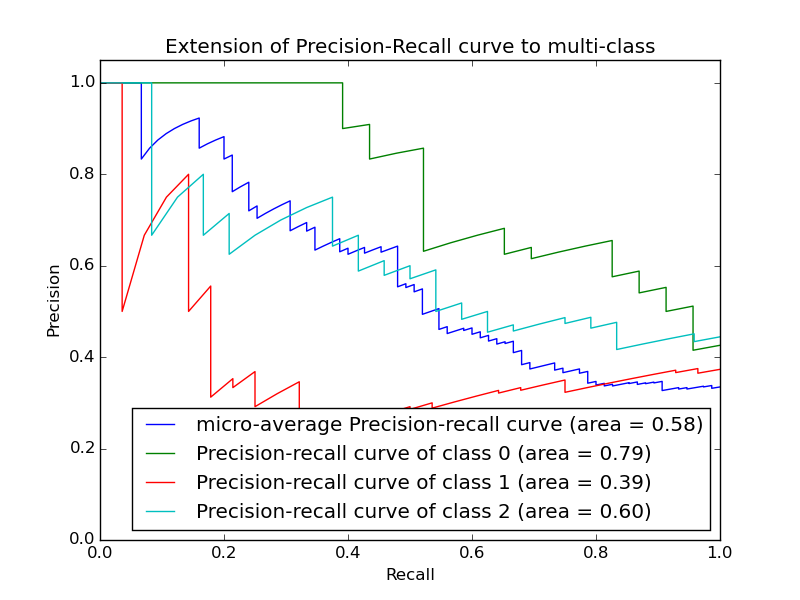 Extension of Precision-Recall curve to multi-class
1.0
0.8
0.6
0.4
0.2
0.0
Precision
micro-average Precision-recall curve (area = 0.58)
Precision-recall curve of class 0 (area = 0.79)
Precision-recall curve of class 1 (area = 0.39)
Precision-recall curve of class 2 (area = 0.60)
0.0 0.2 0.4 0.6 0.8 1.0
Recall